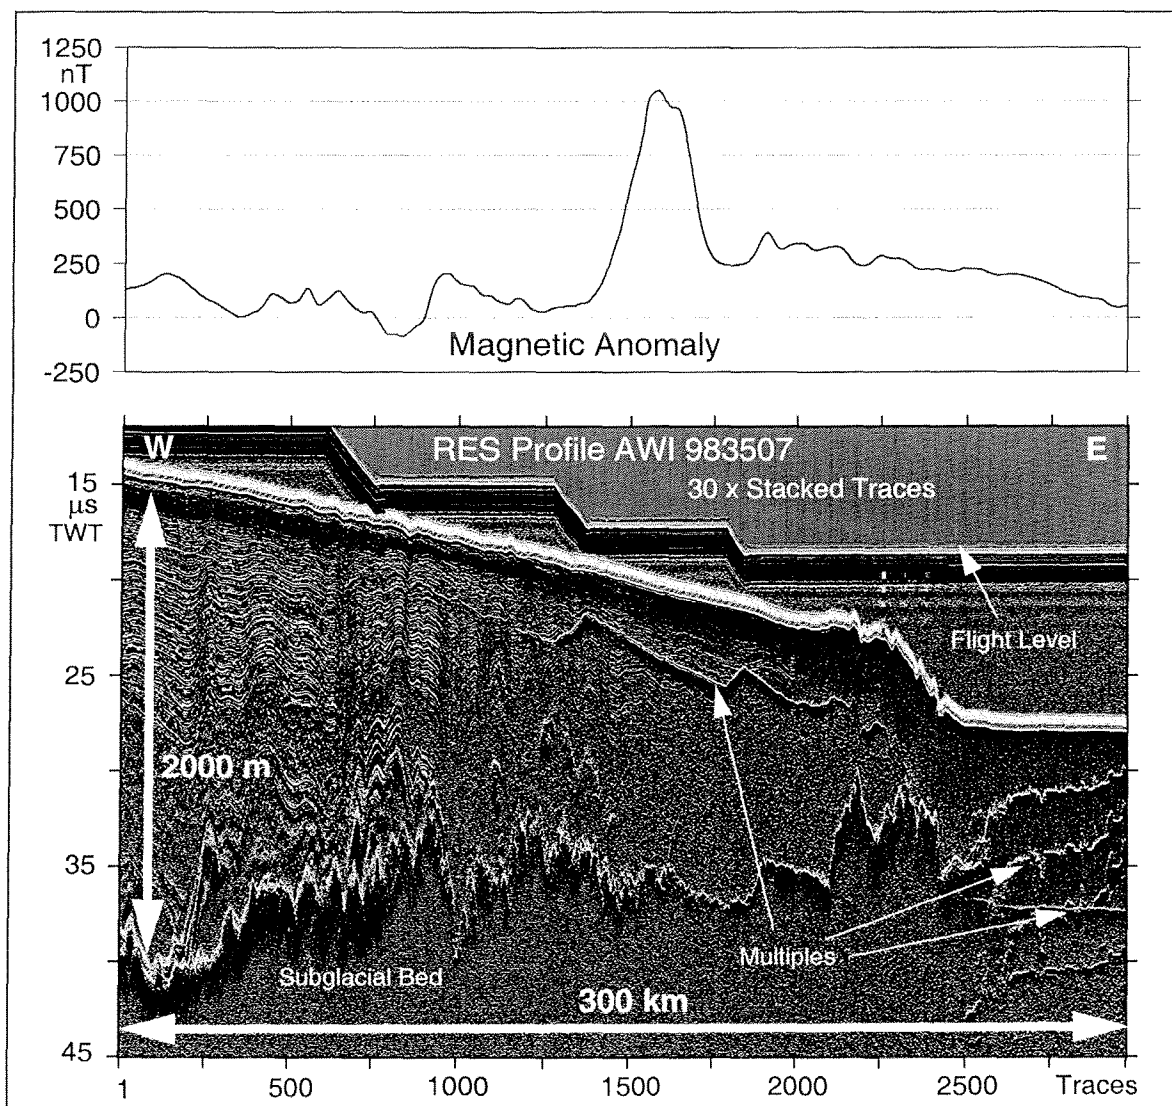 1250
nT
1000
750
500
250
0
-250
Magnetic Anomaly
W
RES Profile AWI 983507
E
30 x Stacked Traces
15
µs
TWT
Flight Level
25
2000 m
35
Multiples
Subglacial Bed
300 km
45
1
500
1000
1500
2000
2500
Traces